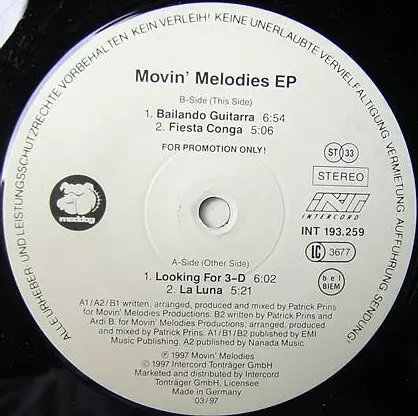 ALLE URHEBER- UND LEISTUNGSSCHUTZRECHTE VORBEHALTEN KEIN VERLEIH! KEINE UNERLAUBTE VERVIELFALTIGUNG, VERMIETUNG, AUFFÜHRUNG, SENDUNG!
Movin' Melodies EP
B-Side (This Side)
1. Bailando Guitarra 6:54
2. Fiesta Conga 5:06
FOR PROMOTION ONLY!
ST 33
STEREO
maddog
INT
INTERCORD
INT 193.259
LC 3677
bel
BIEM
A-Side (Other Side)
1. Looking For 3-D 6:02
2. La Luna 5:21
A1/A2/B1 written, arranged, produced and mixed by Patrick Prins
for Movin' Melodies Productions. B2 written by Patrick Prins and
Ardi B. for Movin' Melodies Productions; arranged, produced and
mixed by Patrick Prins. A1/B1/B2 published by EMI
Music Publishing. A2 published by Nanada Music
℗ 1997 Movin' Melodies
© 1997 Intercord Tonträger GmbH
Marketed and distributed by Intercord
Tonträger GmbH, Licensee
Made in Germany
03/97